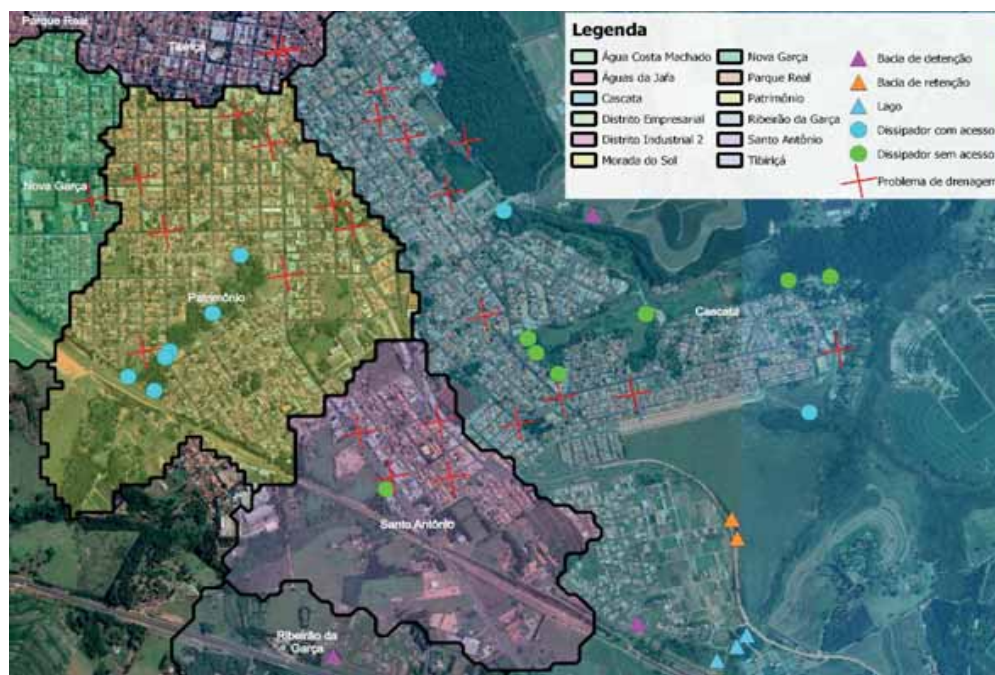 Parque Real
Tibiriçá
Nova Garça
Patrimônio
Cascata
Santo Antônio
Ribeirão da
Garça
Legenda
Água Costa Machado
Águas da Jafa
Cascata
Distrito Empresarial
Distrito Industrial 2
Morada do Sol
Nova Garça
Parque Real
Patrimônio
Ribeirão da Garça
Santo Antônio
Tibiriçá
Bacia de detenção
Bacia de retenção
Lago
Dissipador com acesso
Dissipador sem acesso
Problema de drenagem